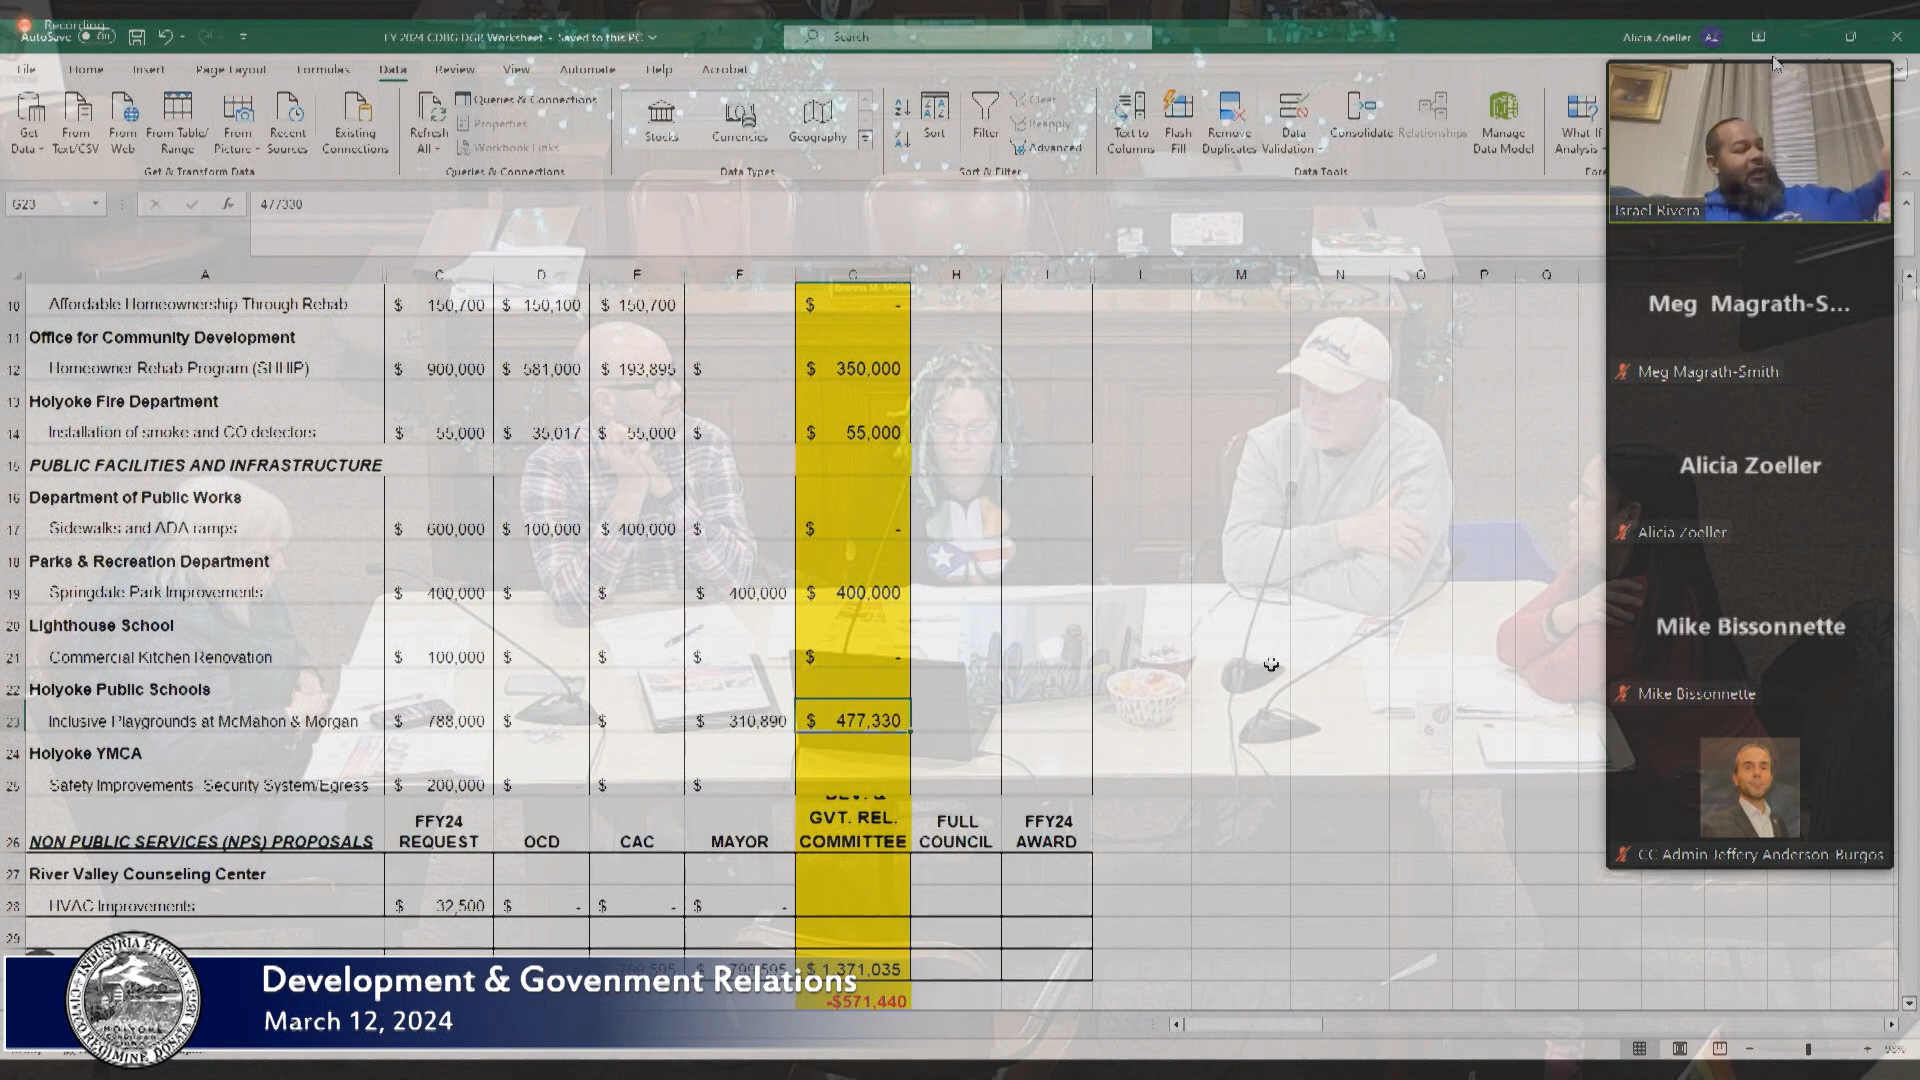 Recording
AutoSave On FY 2024 CDBG DGR Worksheet - Saved to this PC Search Alicia Zoeller AZ
File Home Insert Page Layout Formulas Data Review View Automate Help Acrobat
Get Data From Text/CSV From Web From Table/ Range From Picture Recent Sources Existing Connections
Refresh All Queries & Connections Properties Workbook Links
Stocks Currencies Geography
Sort Filter Clear Reapply Advanced
Text to Columns Flash Fill Remove Duplicates Data Validation Consolidate Relationships Manage Data Model What-If Analysis
Get & Transform Data Queries & Connections Data Types Sort & Filter Data Tools
G23 fx 477330
A C D E F G H I L M N O P Q
10 Affordable Homeownership Through Rehab $ 150,700 $ 150,100 $ 150,700 $ -
11 Office for Community Development
12 Homeowner Rehab Program (SHHIP) $ 900,000 $ 581,000 $ 193,895 $ $ 350,000
13 Holyoke Fire Department
14 Installation of smoke and CO detectors $ 55,000 $ 35,017 $ 55,000 $ $ 55,000
15 PUBLIC FACILITIES AND INFRASTRUCTURE
16 Department of Public Works
17 Sidewalks and ADA ramps $ 600,000 $ 100,000 $ 400,000 $ $ -
18 Parks & Recreation Department
19 Springdale Park Improvements $ 400,000 $ $ $ 400,000 $ 400,000
20 Lighthouse School
21 Commercial Kitchen Renovation $ 100,000 $ $ $ $ -
22 Holyoke Public Schools
23 Inclusive Playgrounds at McMahon & Morgan $ 788,000 $ $ $ 310,890 $ 477,330
24 Holyoke YMCA
25 Safety Improvements Security System/Egress $ 200,000 $ $ $
26 NON PUBLIC SERVICES (NPS) PROPOSALS FFY24 REQUEST OCD CAC MAYOR DEV. & GVT. REL. COMMITTEE FULL COUNCIL FFY24 AWARD
27 River Valley Counseling Center
28 HVAC Improvements $ 32,500 $ - $ - $ -
29
$ 799,595 $ 1,371,035
-$571,440
Israel Rivera
Meg Magrath-S...
Meg Magrath-Smith
Alicia Zoeller
Alicia Zoeller
Mike Bissonnette
Mike Bissonnette
CC Admin Jeffery Anderson-Burgos
Development & Govenment Relations
March 12, 2024